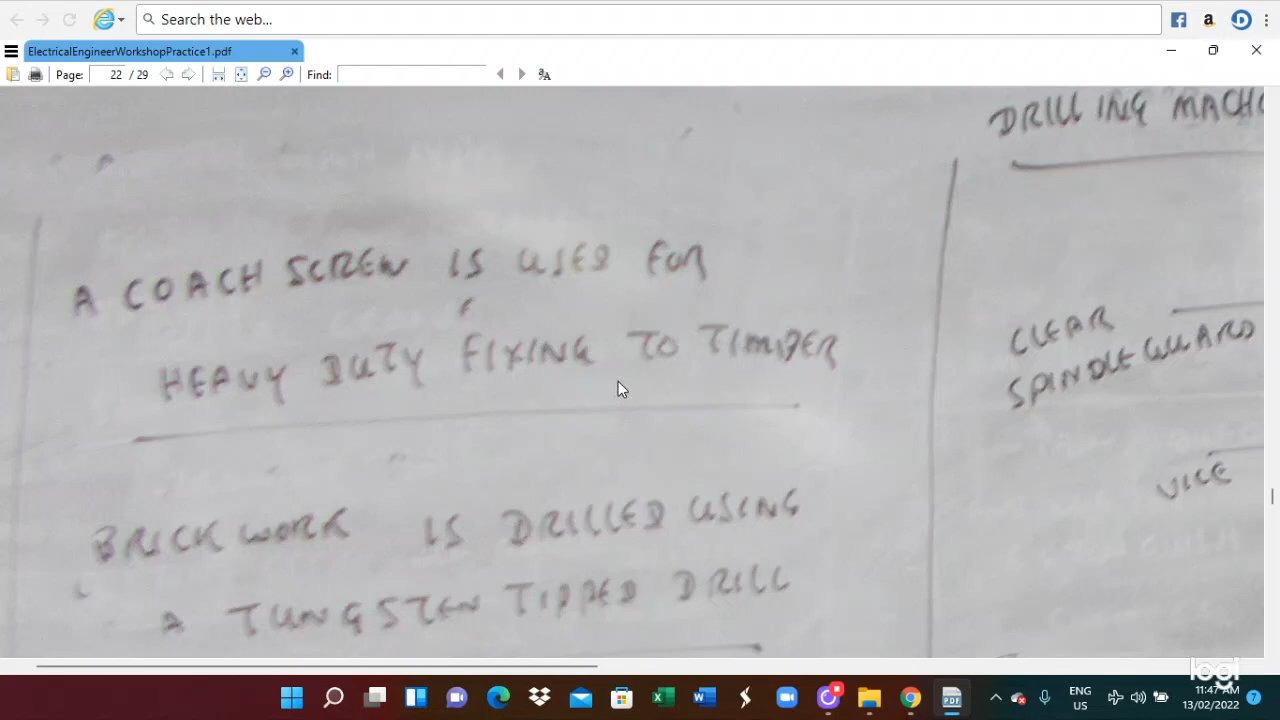 Search the web...
ElectricalEngineerWorkshopPractice1.pdf
Page: 22 / 29
Find:
DRILLING MACH
A COACH SCREW IS USED FOR
HEAVY DUTY FIXING TO TIMBER
CLEAR
SPINDLE GUARD
VICE
BRICK WORK IS DRILLED USING
A TUNGSTEN TIPPED DRILL
logi
ENG
US
11:47 AM
13/02/2022
7